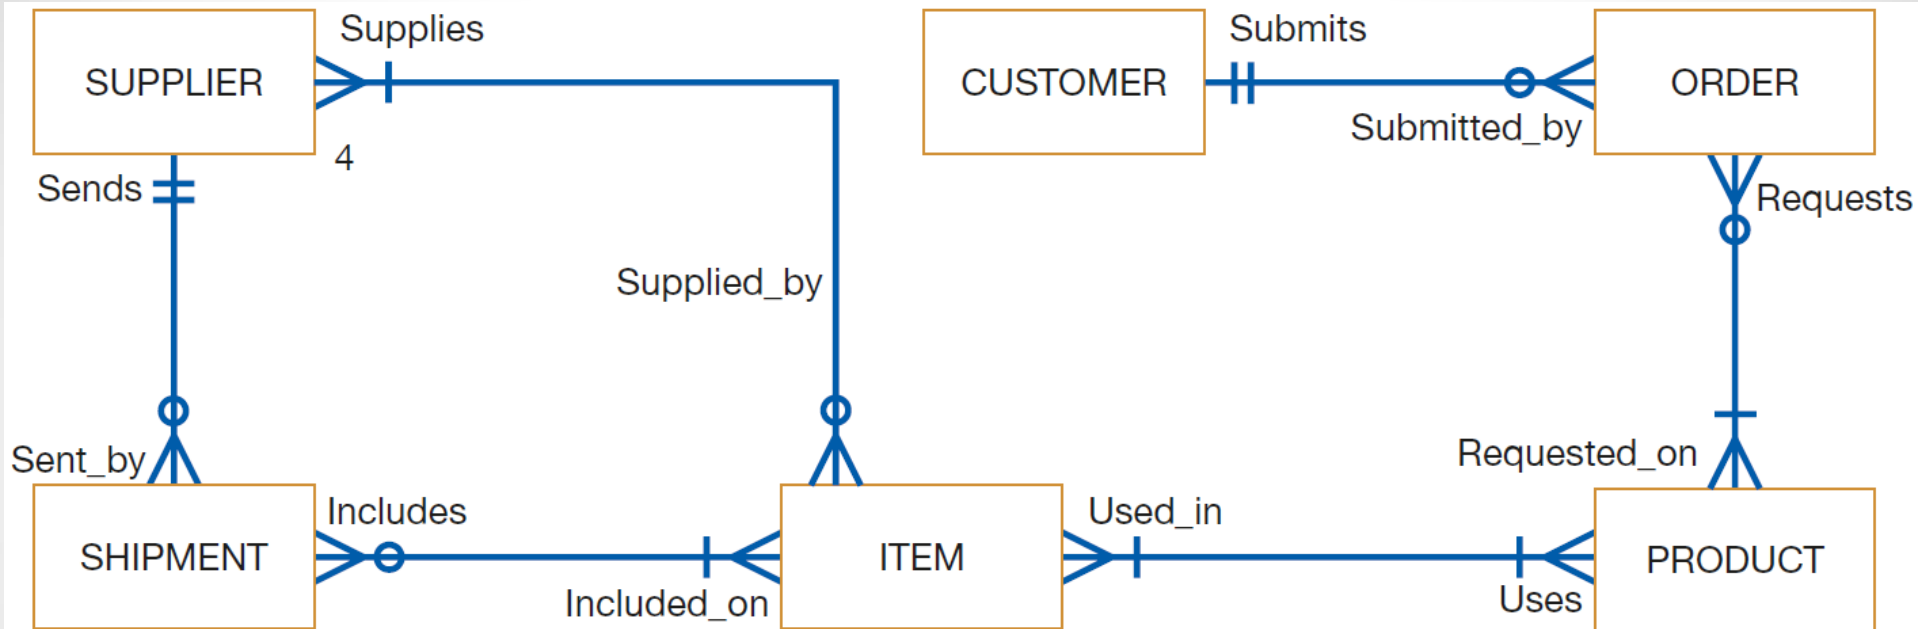 Supplies
Submits
SUPPLIER
CUSTOMER
ORDER
Submitted_by
4
Sends
Requests
Supplied_by
Requested_on
Sent_by
Includes
Used_in
SHIPMENT
ITEM
PRODUCT
Included_on
Uses